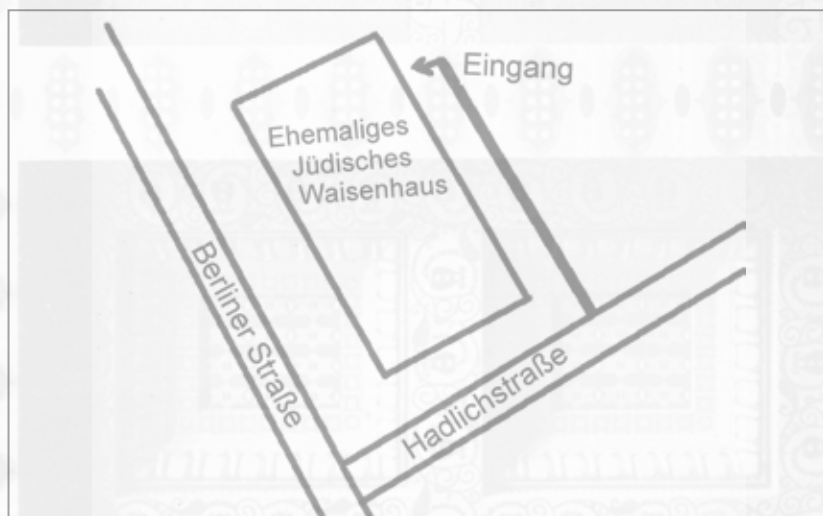 Eingang
Ehemaliges
Jüdisches
Waisenhaus
Berliner Straße
Hadlichstraße